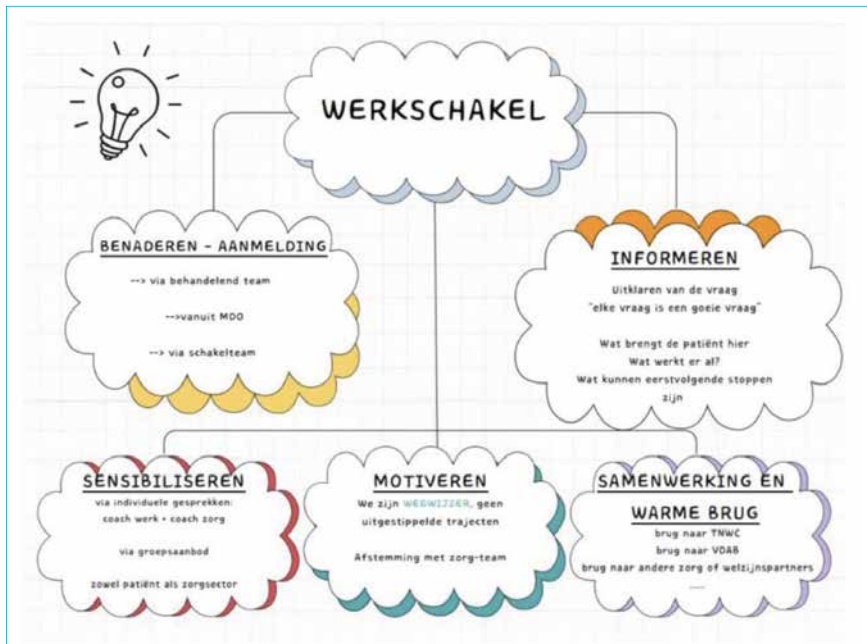 WERKSCHAKEL
BENADEREN - AANMELDING
--> via behandelend team
-->vanuit MDO
--> via schakelteam
INFORMEREN
Uitklaren van de vraag
"elke vraag is een goeie vraag"
Wat brengt de patiënt hier
Wat werkt er al?
Wat kunnen eerstvolgende stoppen
zijn
SENSIBILISEREN
via individuele gesprekken:
coach werk + coach zorg
via groepsaanbod
zowel patiënt als zorgsector
MOTIVEREN
We zijn WEGWIJZER, geen
uitgestippelde trajecten
Afstemming met zorg-team
SAMENWERKING EN
WARME BRUG
brug naar TNWC
brug naar VDAB
brug naar andere zorg of welzijnspartners
.....